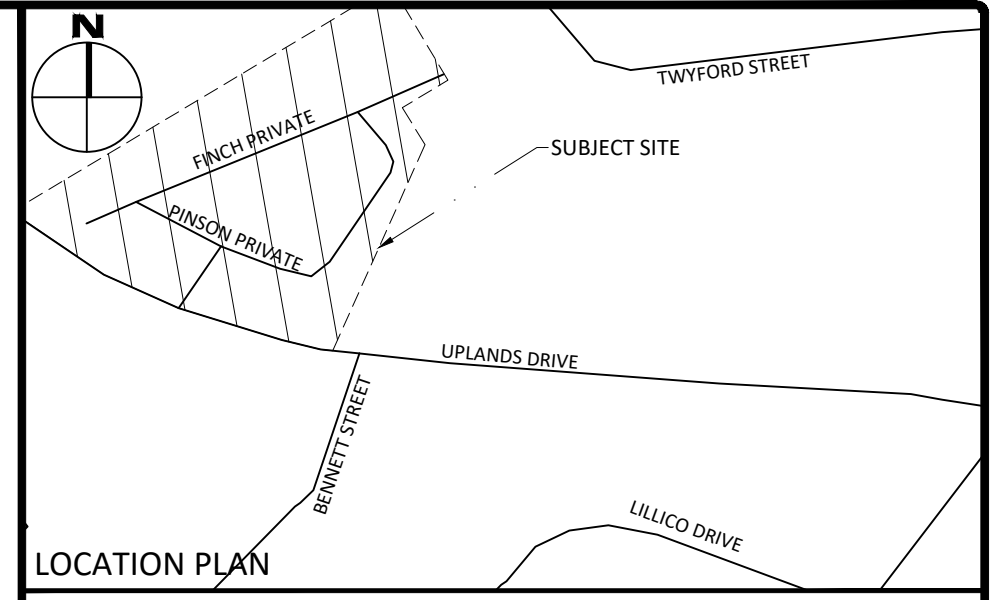 N
TWYFORD STREET
FINCH PRIVATE
SUBJECT SITE
PINSON PRIVATE
UPLANDS DRIVE
BENNETT STREET
LILLICO DRIVE
LOCATION PLAN